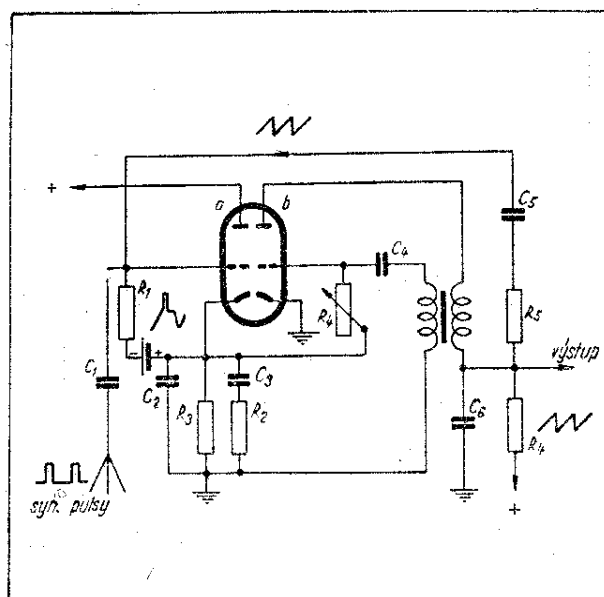 +
a b
C5
R1
C4
R4
R5
- +
C1
C2
C3
výstup
R3
R2
C6
R4
syn. pulsy
+